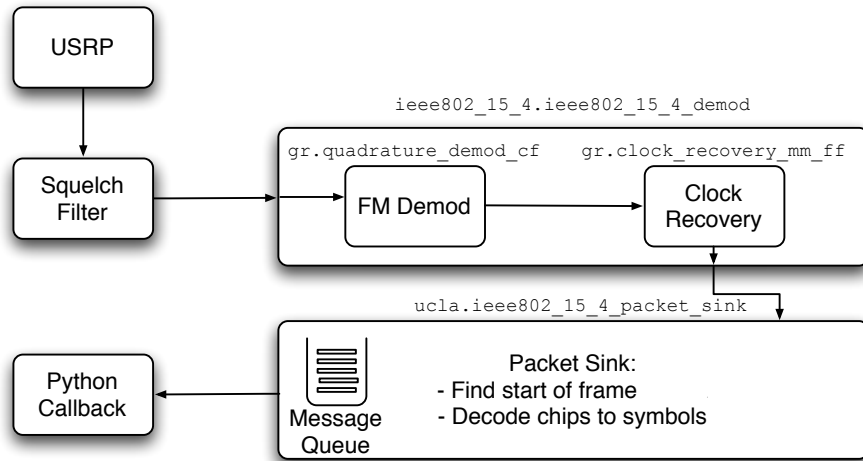 USRP
ieee802_15_4.ieee802_15_4_demod
gr.quadrature_demod_cf
gr.clock_recovery_mm_ff
Squelch
Filter
FM Demod
Clock
Recovery
ucla.ieee802_15_4_packet_sink
Python
Callback
Message
Queue
Packet Sink:
- Find start of frame
- Decode chips to symbols